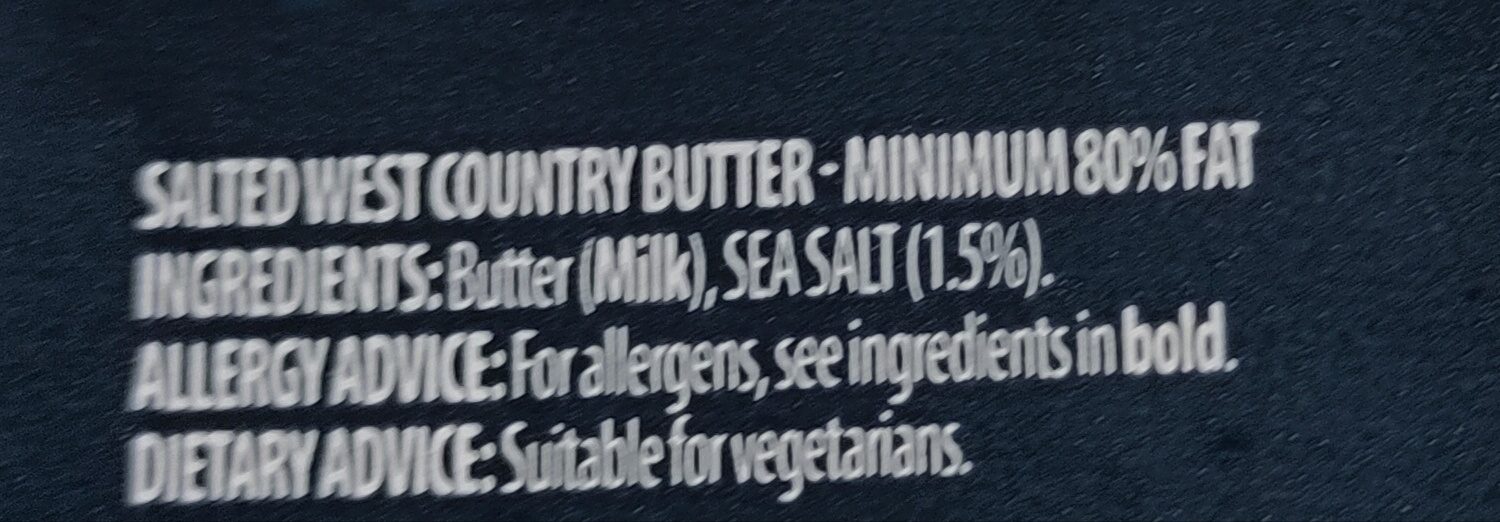 SALTED WEST COUNTRY BUTTER - MINIMUM 80% FAT
INGREDIENTS: Butter (Milk), SEA SALT (1.5%).
ALLERGY ADVICE: For allergens, see ingredients in bold.
DIETARY ADVICE: Suitable for vegetarians.